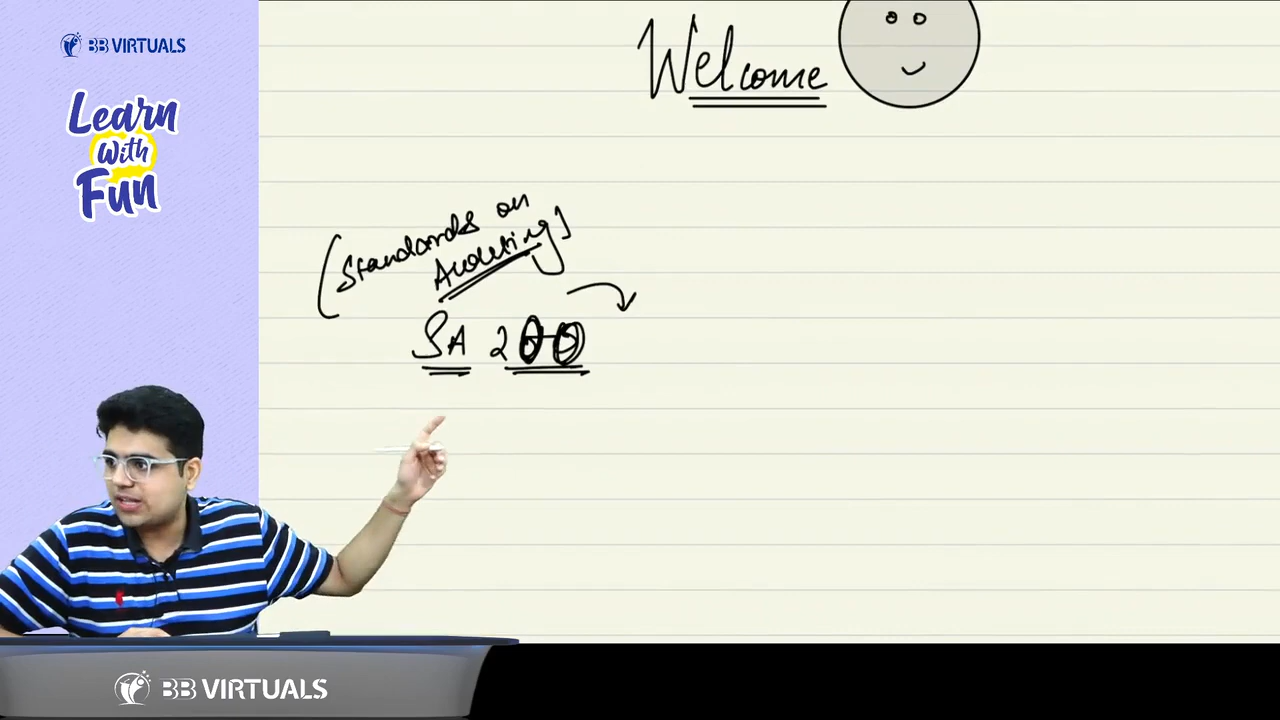 BB VIRTUALS
Learn
With
Fun
Welcome
(Standards on
Auditing)
SA 200
BB VIRTUALS